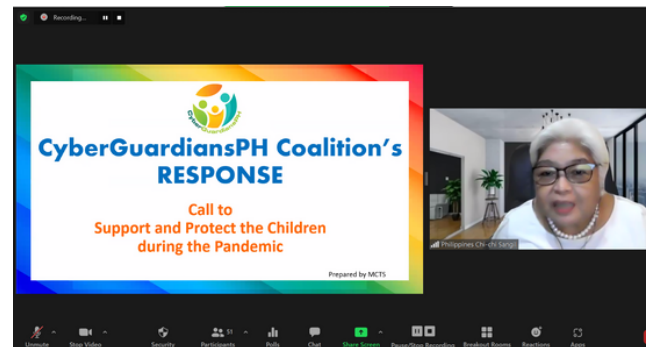 Recording...
CyberGuardiansPH
CyberGuardiansPH Coalition's
RESPONSE
Call to
Support and Protect the Children
during the Pandemic
Prepared by MCTS
Philippines Chi-chi Sangil
Unmute
Stop Video
Security
Participants
51
Polls
Chat
Share Screen
Pause/Stop Recording
Breakout Rooms
Reactions
Apps